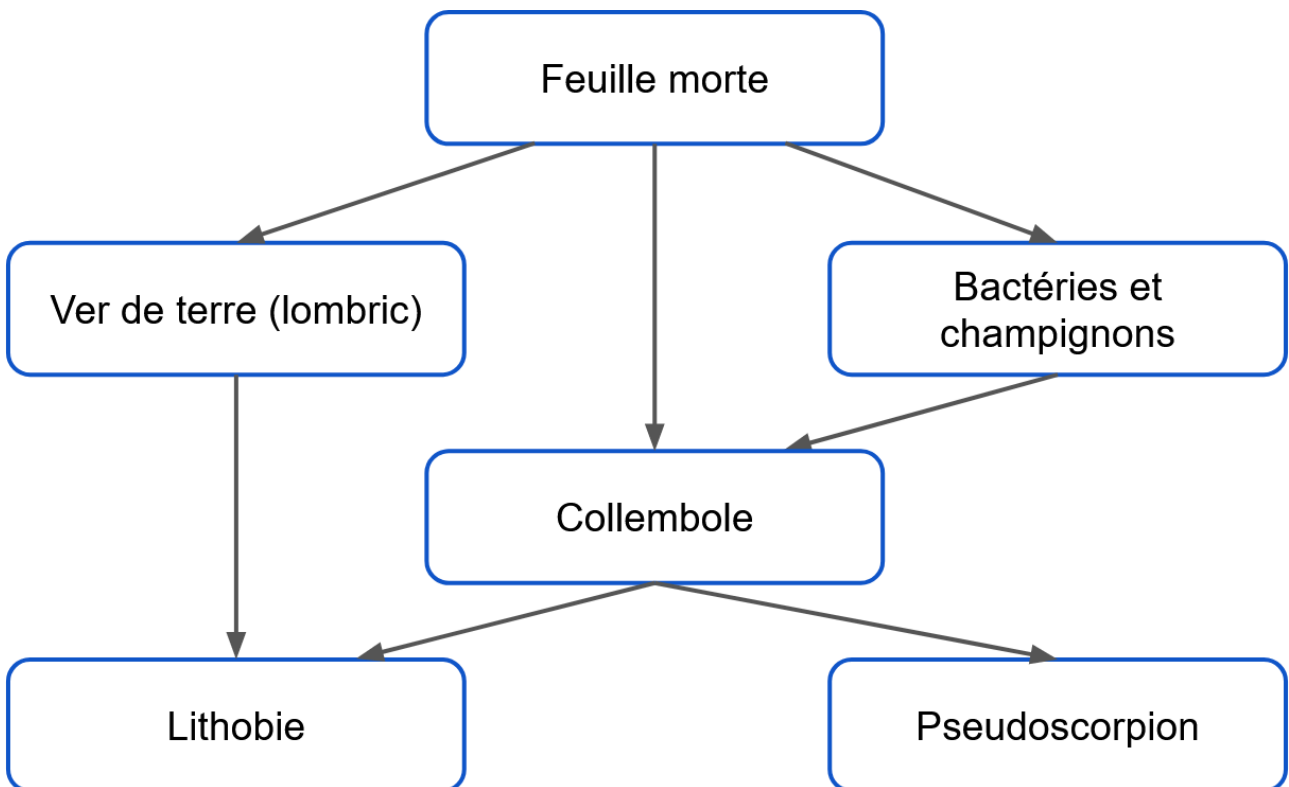 Feuille morte
Ver de terre (lombric)
Bactéries et
champignons
Collembole
Lithobie
Pseudoscorpion